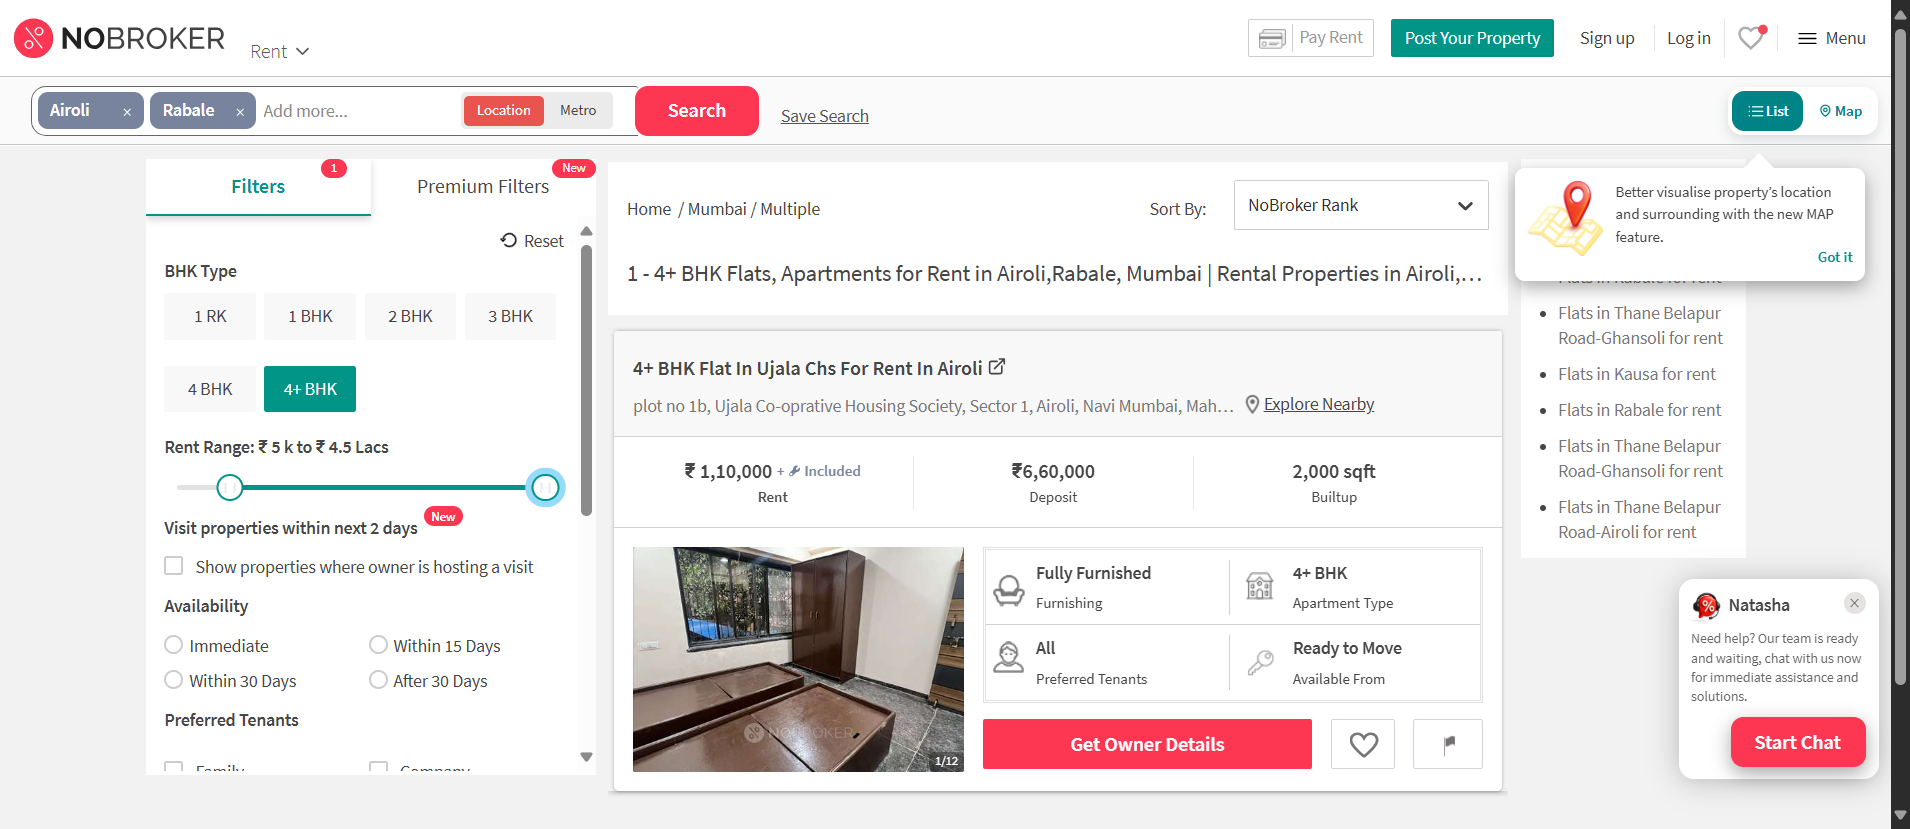 NOBROKER
Rent
Pay Rent
Post Your Property
Sign up
Log in
Menu
Airoli ×
Rabale ×
Add more...
Location
Metro
Search
Save Search
List
Map
Filters
1
Premium Filters
New
Reset
BHK Type
1 RK
1 BHK
2 BHK
3 BHK
4 BHK
4+ BHK
Rent Range: ₹ 5 k to ₹ 4.5 Lacs
Visit properties within next 2 days
New
Show properties where owner is hosting a visit
Availability
Immediate
Within 15 Days
Within 30 Days
After 30 Days
Preferred Tenants
Family
Company
Home / Mumbai / Multiple
Sort By:
NoBroker Rank
1 - 4+ BHK Flats, Apartments for Rent in Airoli,Rabale, Mumbai | Rental Properties in Airoli,...
4+ BHK Flat In Ujala Chs For Rent In Airoli
plot no 1b, Ujala Co-oprative Housing Society, Sector 1, Airoli, Navi Mumbai, Mah...
Explore Nearby
₹ 1,10,000 + Included
Rent
₹6,60,000
Deposit
2,000 sqft
Builtup
NOBROKER
1/12
Fully Furnished
Furnishing
4+ BHK
Apartment Type
All
Preferred Tenants
Ready to Move
Available From
Get Owner Details
Better visualise property's location
and surrounding with the new MAP
feature.
Got it
Flats in Rabale for rent
Flats in Thane Belapur
Road-Ghansoli for rent
Flats in Kausa for rent
Flats in Rabale for rent
Flats in Thane Belapur
Road-Ghansoli for rent
Flats in Thane Belapur
Road-Airoli for rent
Natasha
Need help? Our team is ready
and waiting, chat with us now
for immediate assistance and
solutions.
Start Chat